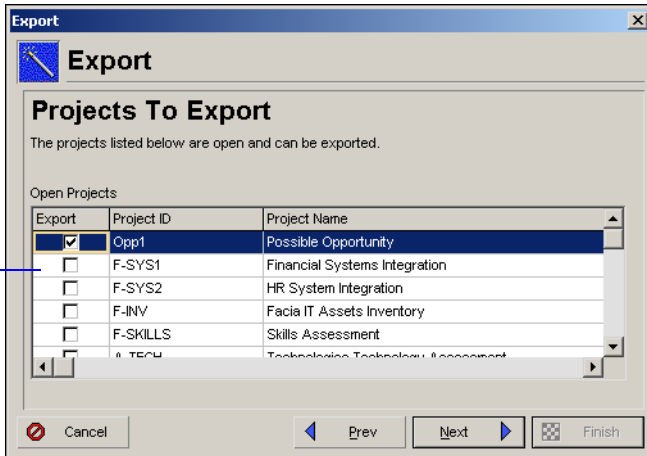 Export
Export
Projects To Export
The projects listed below are open and can be exported.
Open Projects
Export Project ID Project Name
Opp1 Possible Opportunity
F-SYS1 Financial Systems Integration
F-SYS2 HR System Integration
F-INV Facia IT Assets Inventory
F-SKILLS Skills Assessment
Cancel Prev Next Finish